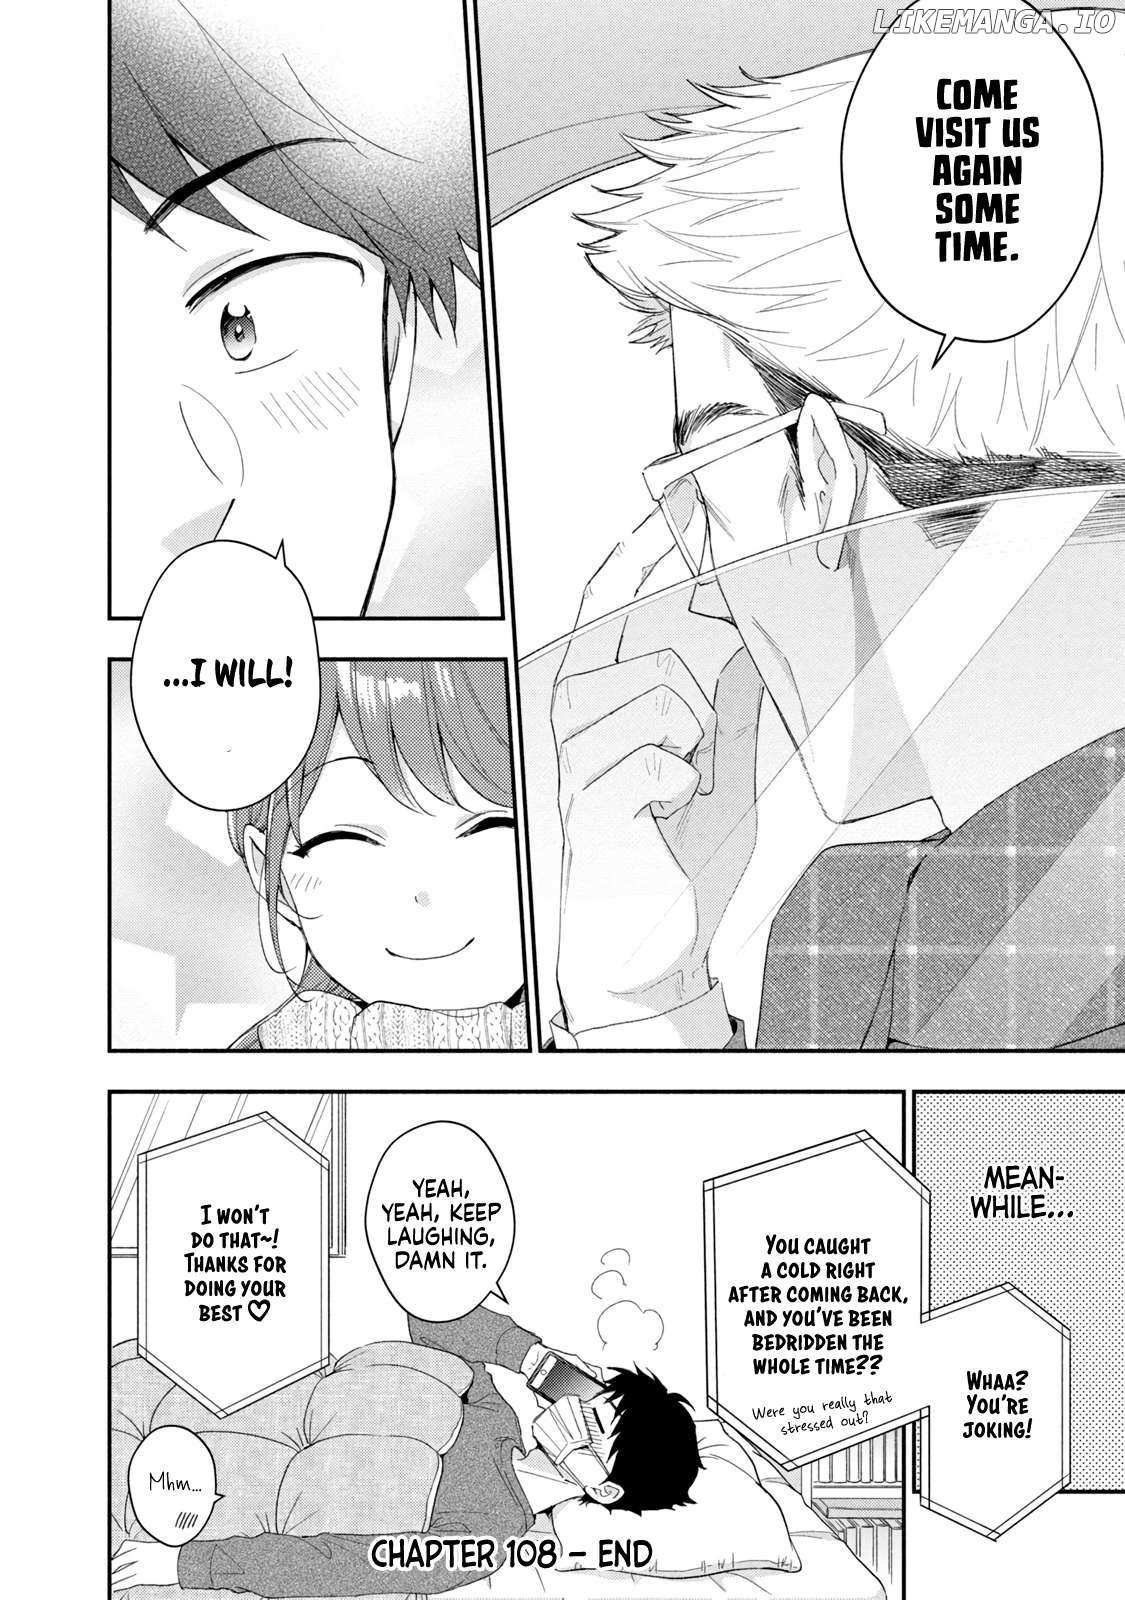 LIKEMANGA.IO
COME
VISIT US
AGAIN
SOME
TIME.
...I WILL!
MEAN-
WHILE...
WHAA?
YOU'RE
JOKING!
YOU CAUGHT
A COLD RIGHT
AFTER COMING BACK,
AND YOU'VE BEEN
BEDRIDDEN THE
WHOLE TIME??
Were you really that
stressed out?
YEAH,
YEAH, KEEP
LAUGHING,
DAMN IT.
I WON'T
DO THAT~!
THANKS FOR
DOING YOUR
BEST ♡
Mhm...
CHAPTER 108 – END